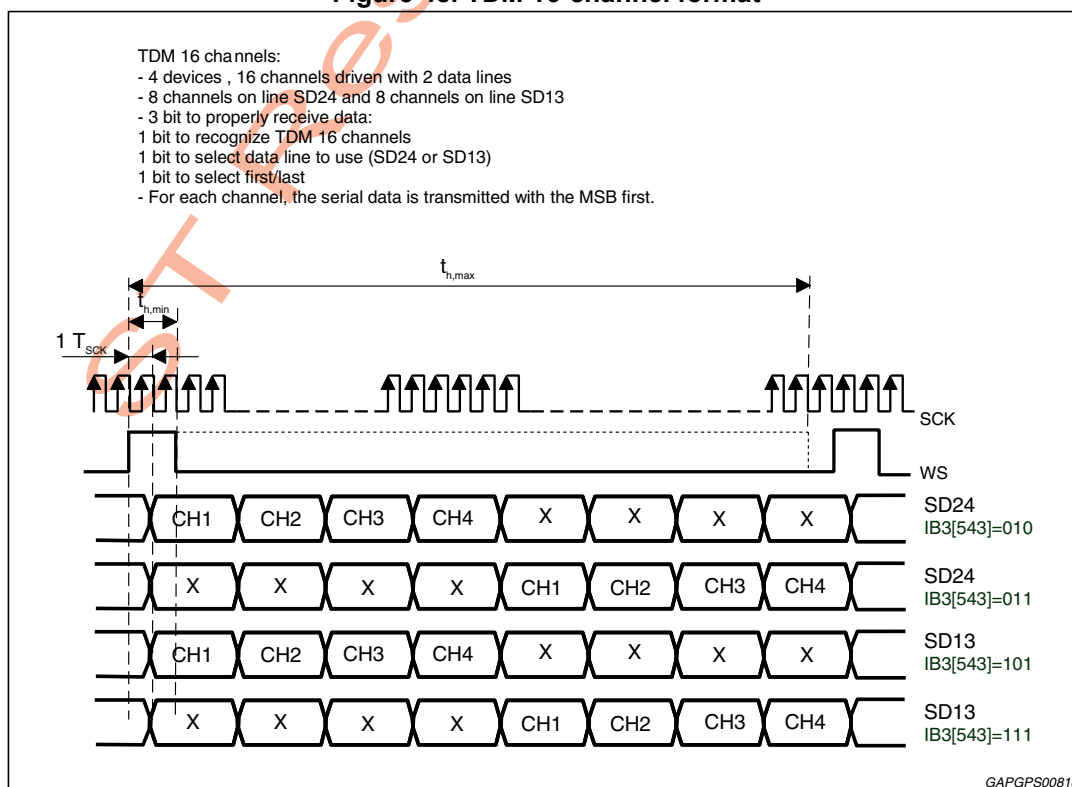 TDM 16 channels:
- 4 devices , 16 channels driven with 2 data lines
- 8 channels on line SD24 and 8 channels on line SD13
- 3 bit to properly receive data:
1 bit to recognize TDM 16 channels
1 bit to select data line to use (SD24 or SD13)
1 bit to select first/last
- For each channel, the serial data is transmitted with the MSB first.
t h,max
t h,min
1 T SCK
SCK
WS
CH1 CH2 CH3 CH4 X X X X SD24
IB3[543]=010
X X X X CH1 CH2 CH3 CH4 SD24
IB3[543]=011
CH1 CH2 CH3 CH4 X X X X SD13
IB3[543]=101
X X X X CH1 CH2 CH3 CH4 SD13
IB3[543]=111
ST Res